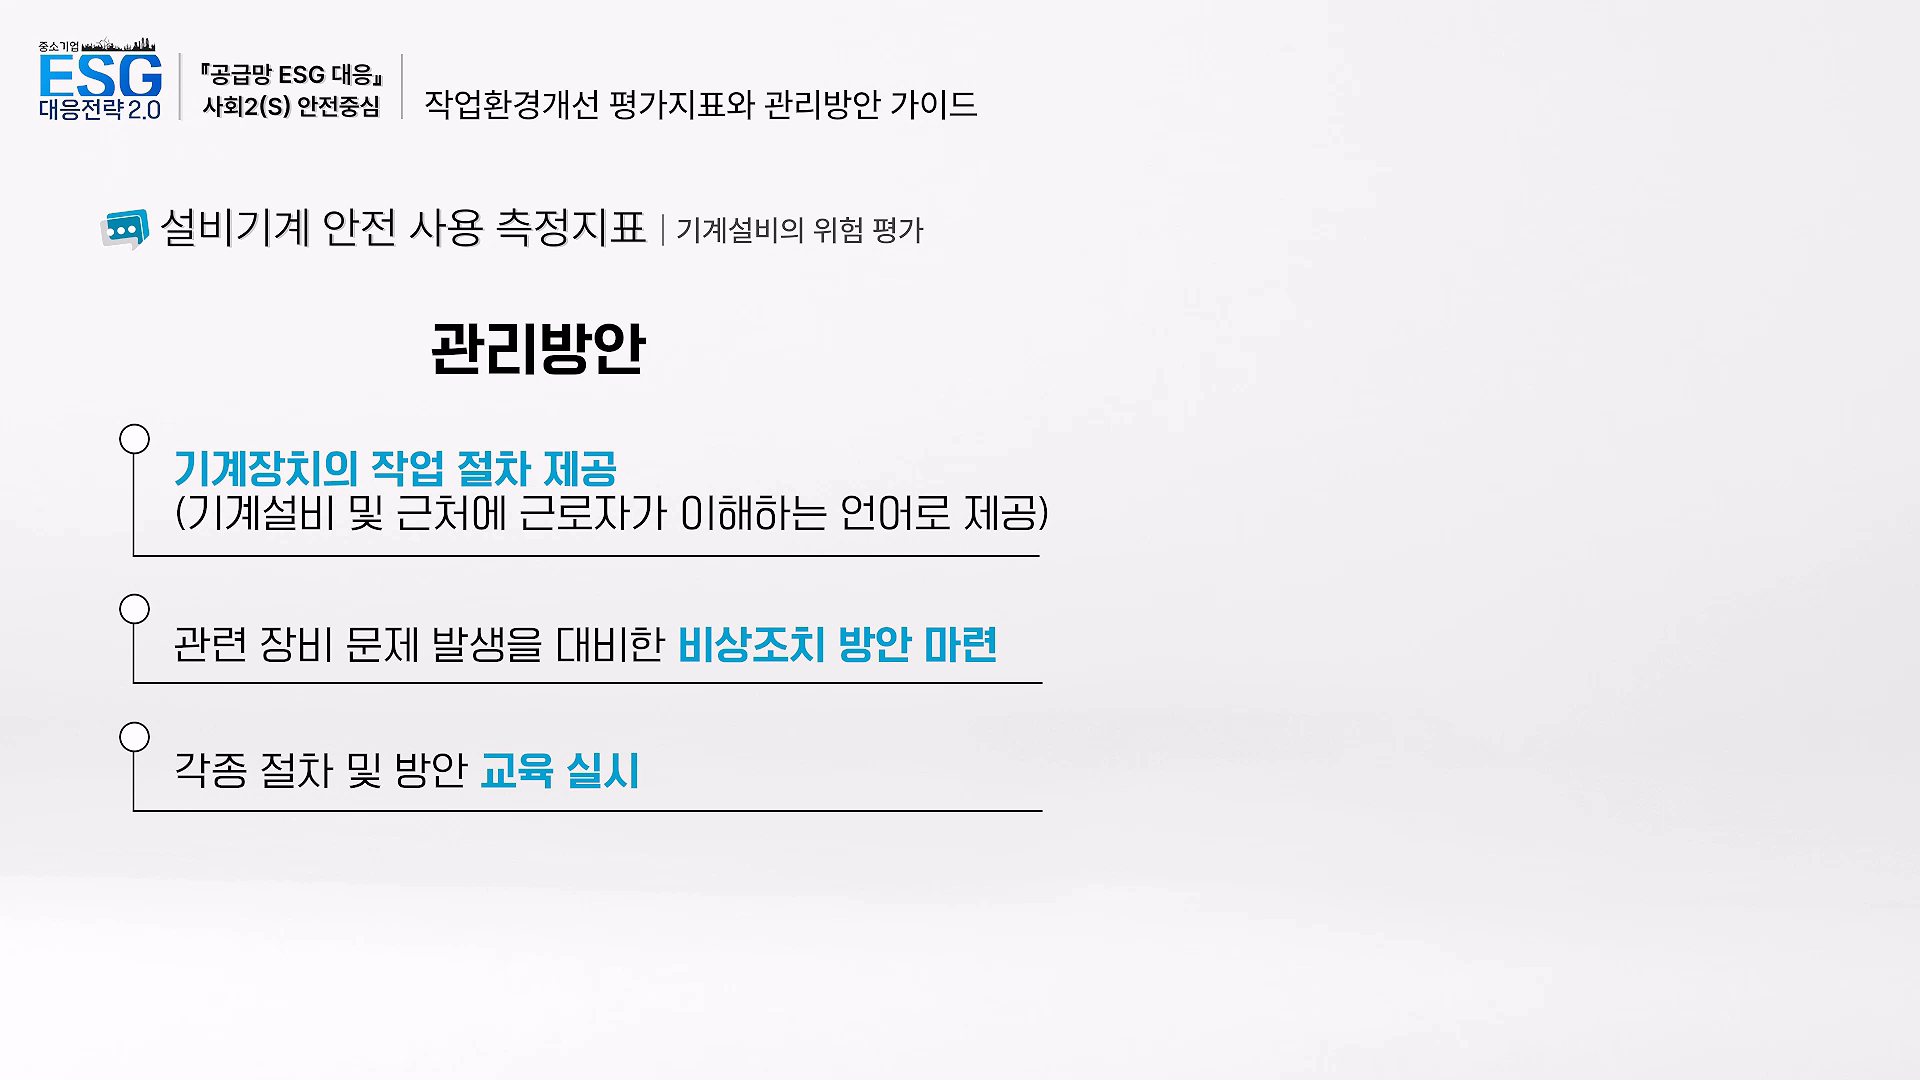 중소기업
ESG
대응전략 2.0
『공급망 ESG 대응』
사회2(S) 안전중심
작업환경개선 평가지표와 관리방안 가이드
설비기계 안전 사용 측정지표 | 기계설비의 위험 평가
관리방안
기계장치의 작업 절차 제공
(기계설비 및 근처에 근로자가 이해하는 언어로 제공)
관련 장비 문제 발생을 대비한 비상조치 방안 마련
각종 절차 및 방안 교육 실시